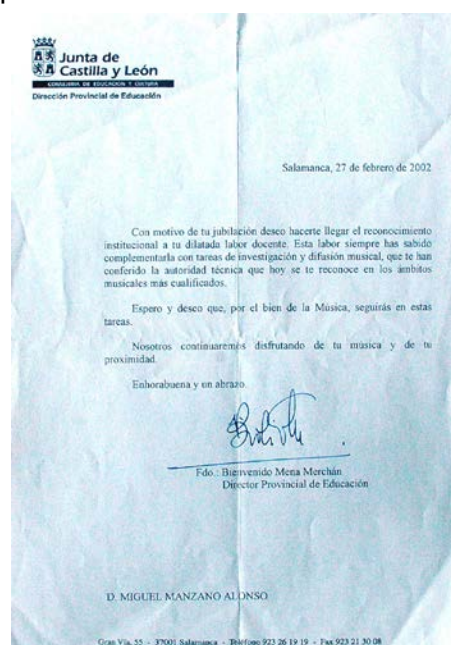 Junta de
Castilla y León
CONSEJERÍA DE EDUCACIÓN Y CULTURA
Dirección Provincial de Educación
Salamanca, 27 de febrero de 2002
Con motivo de tu jubilación deseo hacerte llegar el reconocimiento
institucional a tu dilatada labor docente. Esta labor siempre has sabido
complementarla con tareas de investigación y difusión musical, que te han
conferido la autoridad técnica que hoy se te reconoce en los ámbitos
musicales más cualificados.
Espero y deseo que, por el bien de la Música, seguirás en estas
tareas.
Nosotros continuaremos disfrutando de tu música y de tu
proximidad.
Enhorabuena y un abrazo.
Fdo.: Bienvenido Mena Merchán
Director Provincial de Educación
D. MIGUEL MANZANO ALONSO
Gran Vía, 55 - 37001 Salamanca - Teléfono 923 26 19 19 - Fax 923 21 30 08